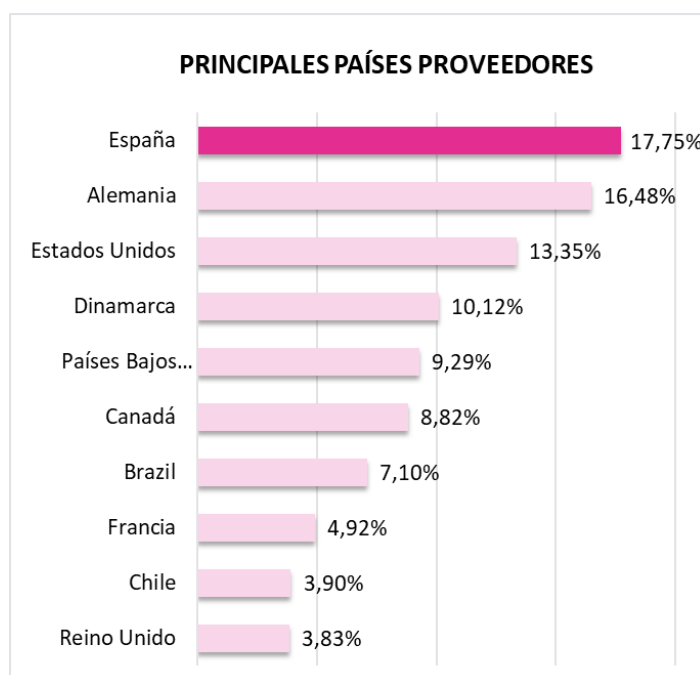 PRINCIPALES PAÍSES PROVEEDORES
España 17,75%
Alemania 16,48%
Estados Unidos 13,35%
Dinamarca 10,12%
Países Bajos... 9,29%
Canadá 8,82%
Brazil 7,10%
Francia 4,92%
Chile 3,90%
Reino Unido 3,83%